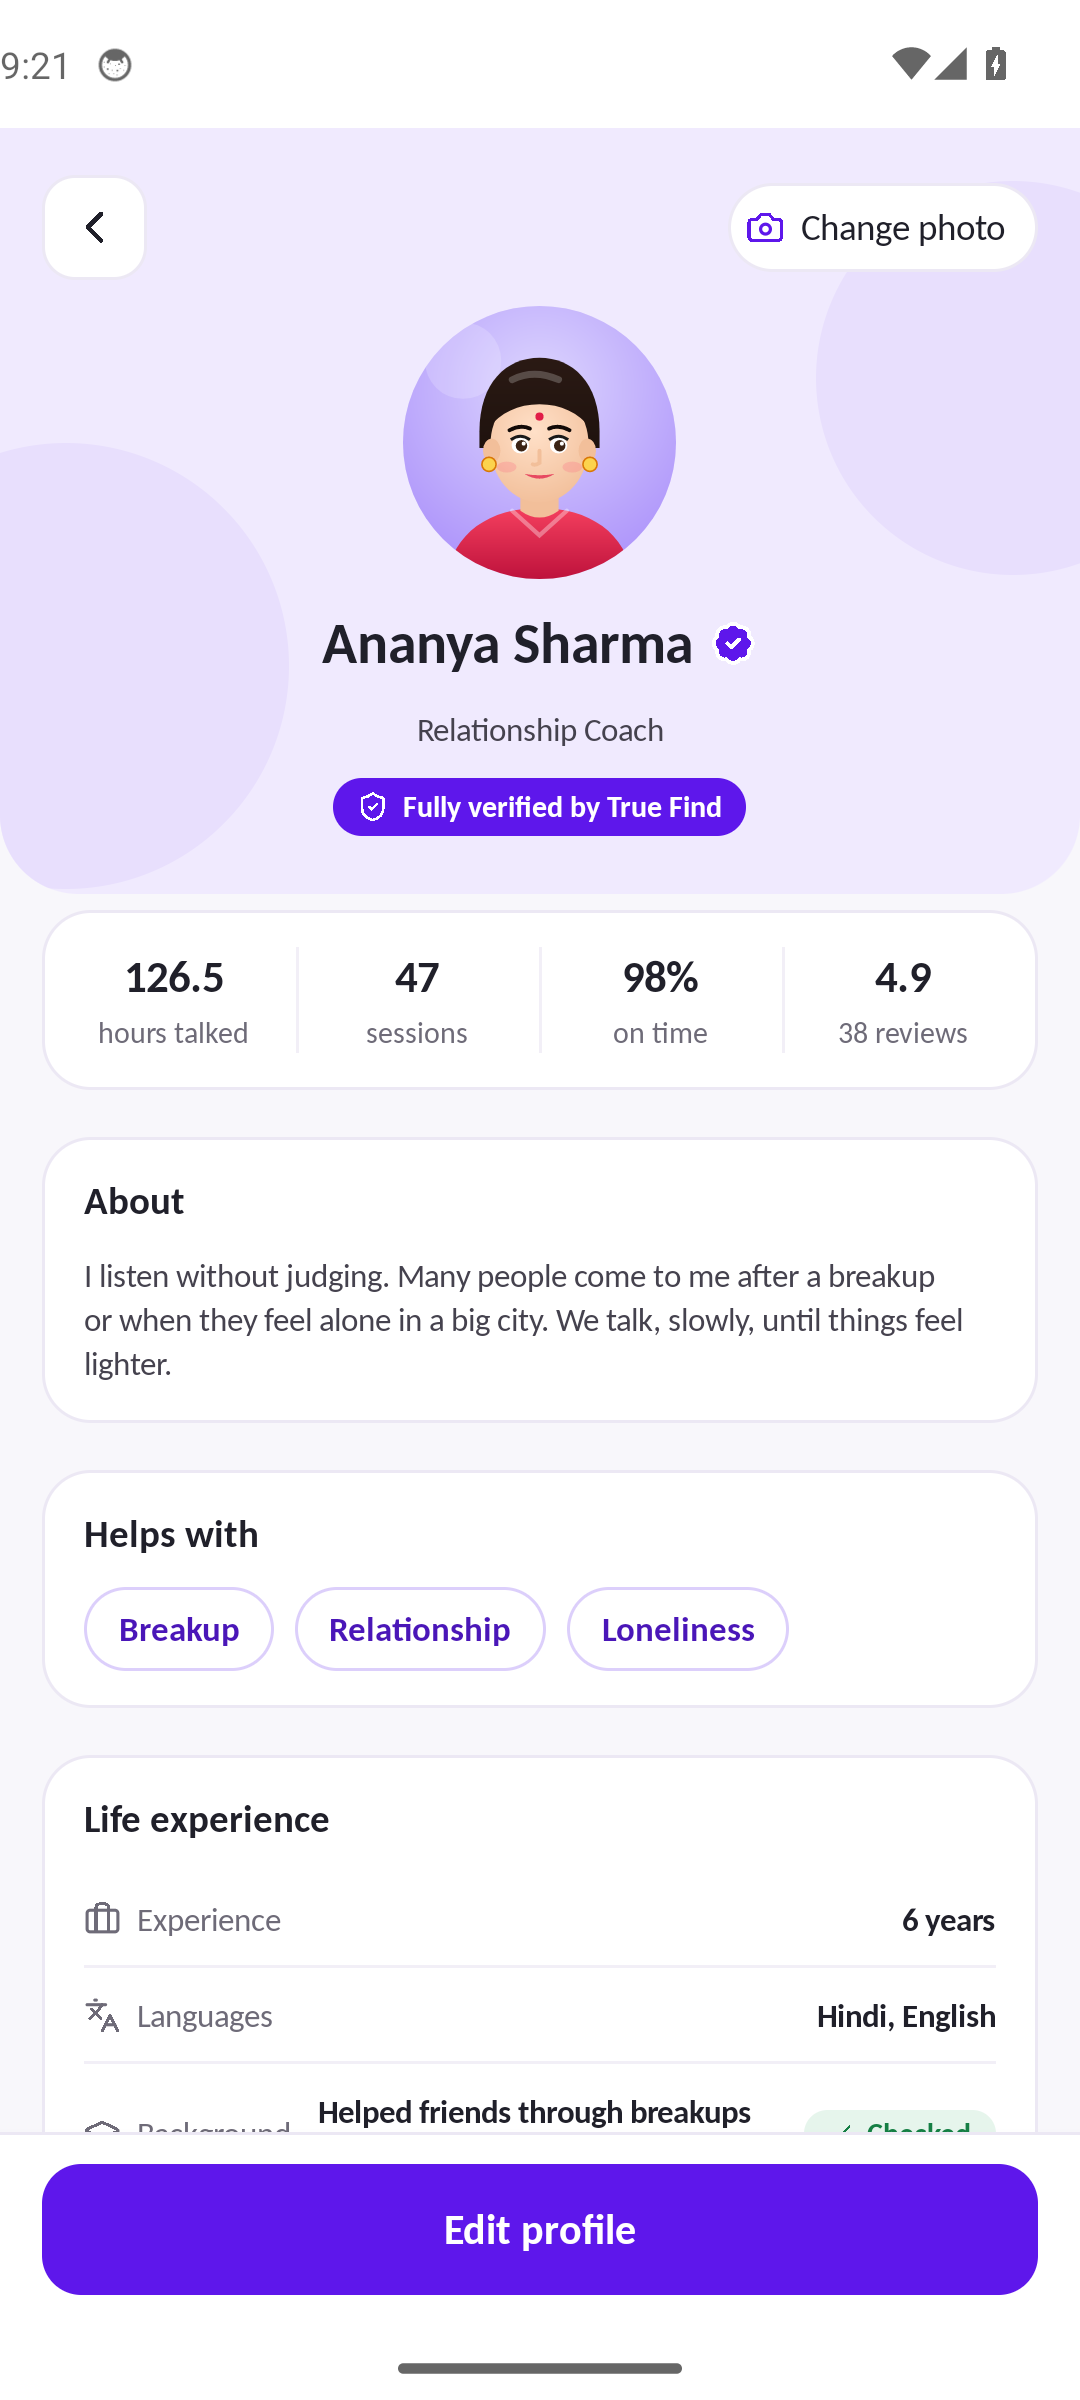 9:21
Change photo
Ananya Sharma
Relationship Coach
Fully verified by True Find
126.5
hours talked
47
sessions
98%
on time
4.9
38 reviews
About
I listen without judging. Many people come to me after a breakup
or when they feel alone in a big city. We talk, slowly, until things feel
lighter.
Helps with
Breakup
Relationship
Loneliness
Life experience
Experience
6 years
Languages
Hindi, English
Background
Helped friends through breakups
Checked
Edit profile